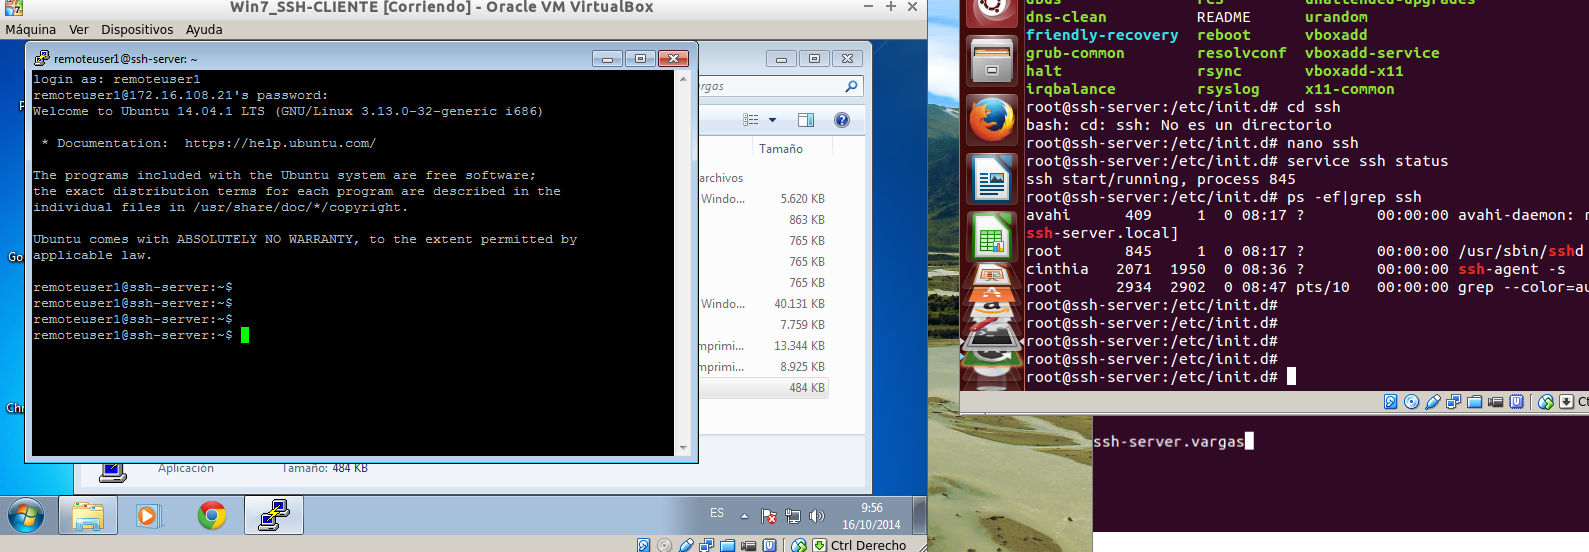 Win7_SSH-CLIENTE [Corriendo] - Oracle VM VirtualBox
Máquina Ver Dispositivos Ayuda
remoteuser1@ssh-server: ~
login as: remoteuser1
remoteuser1@172.16.108.21's password:
Welcome to Ubuntu 14.04.1 LTS (GNU/Linux 3.13.0-32-generic i686)
* Documentation: https://help.ubuntu.com/
The programs included with the Ubuntu system are free software;
the exact distribution terms for each program are described in the
individual files in /usr/share/doc/*/copyright.
Ubuntu comes with ABSOLUTELY NO WARRANTY, to the extent permitted by
applicable law.
remoteuser1@ssh-server:~$
remoteuser1@ssh-server:~$
remoteuser1@ssh-server:~$
remoteuser1@ssh-server:~$
argas
Tamaño
archivos
Windo... 5.620 KB
863 KB
765 KB
765 KB
765 KB
Windo... 40.131 KB
7.759 KB
mprimi... 13.344 KB
mprimi... 8.925 KB
484 KB
Go
Chr
Aplicación Tamaño: 484 KB
ES
9:56
16/10/2014
Ctrl Derecho
dbus rcS unattended-upgrades
dns-clean README urandom
friendly-recovery reboot vboxadd
grub-common resolvconf vboxadd-service
halt rsync vboxadd-x11
irqbalance rsyslog x11-common
root@ssh-server:/etc/init.d# cd ssh
bash: cd: ssh: No es un directorio
root@ssh-server:/etc/init.d# nano ssh
root@ssh-server:/etc/init.d# service ssh status
ssh start/running, process 845
root@ssh-server:/etc/init.d# ps -ef|grep ssh
avahi 409 1 0 08:17 ? 00:00:00 avahi-daemon: r
ssh-server.local]
root 845 1 0 08:17 ? 00:00:00 /usr/sbin/sshd
cinthia 2071 1950 0 08:36 ? 00:00:00 ssh-agent -s
root 2934 2902 0 08:47 pts/10 00:00:00 grep --color=au
root@ssh-server:/etc/init.d#
root@ssh-server:/etc/init.d#
root@ssh-server:/etc/init.d#
root@ssh-server:/etc/init.d#
root@ssh-server:/etc/init.d#
Ct
ssh-server.vargas